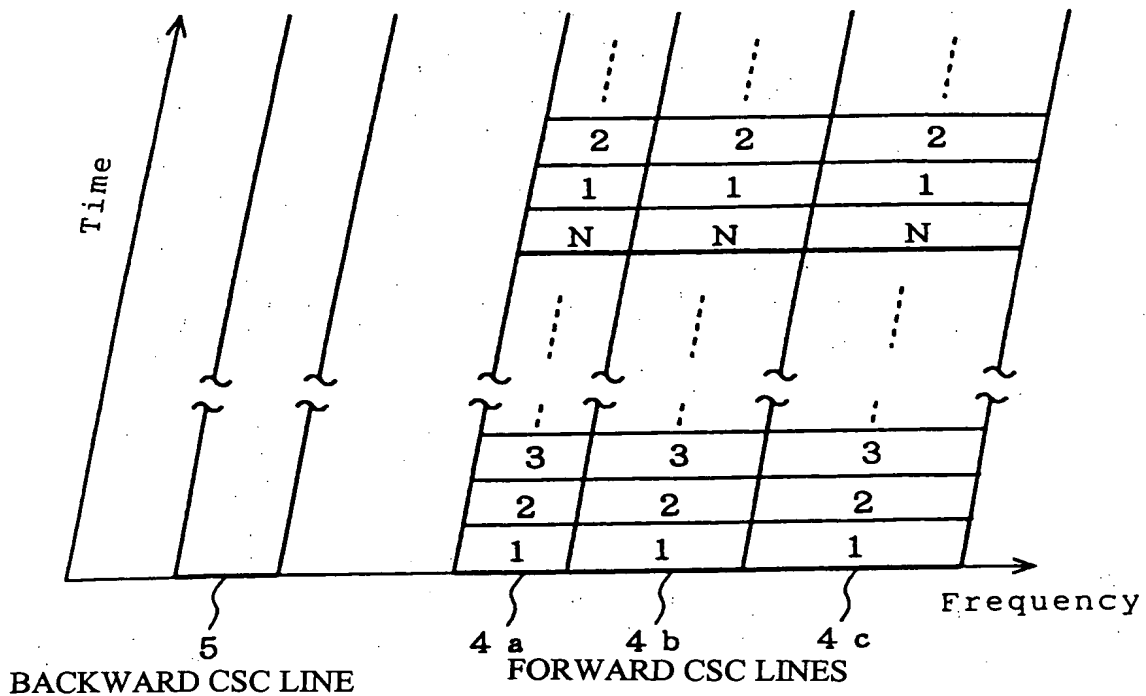 Time
2 2 2
1 1 1
N N N
3 3 3
2 2 2
1 1 1
Frequency
5 4 a 4 b 4 c
BACKWARD CSC LINE FORWARD CSC LINES